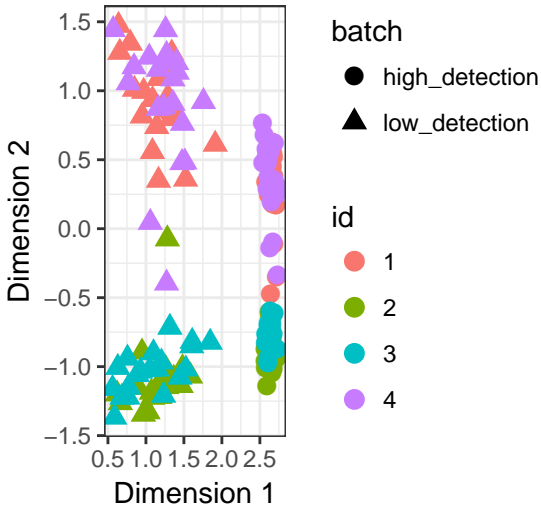 1.5
1.0
0.5
0.0
−0.5
−1.0
−1.5
Dimension 2
0.5 1.0 1.5 2.0 2.5
Dimension 1
batch
high_detection
low_detection
id
1
2
3
4